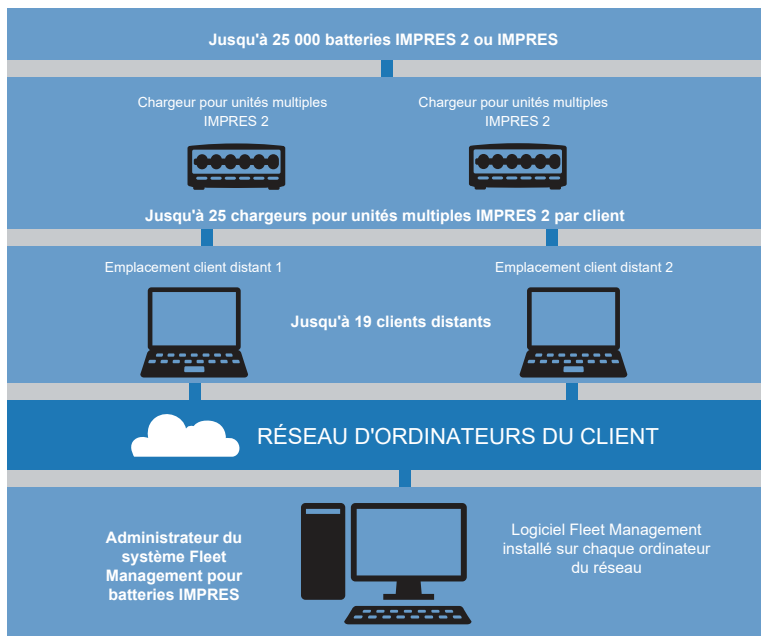 Jusqu'à 25 000 batteries IMPRES 2 ou IMPRES
Chargeur pour unités multiples
IMPRES 2
Chargeur pour unités multiples
IMPRES 2
Jusqu'à 25 chargeurs pour unités multiples IMPRES 2 par client
Emplacement client distant 1
Emplacement client distant 2
Jusqu'à 19 clients distants
RÉSEAU D'ORDINATEURS DU CLIENT
Administrateur du
système Fleet
Management pour
batteries IMPRES
Logiciel Fleet Management
installé sur chaque ordinateur
du réseau